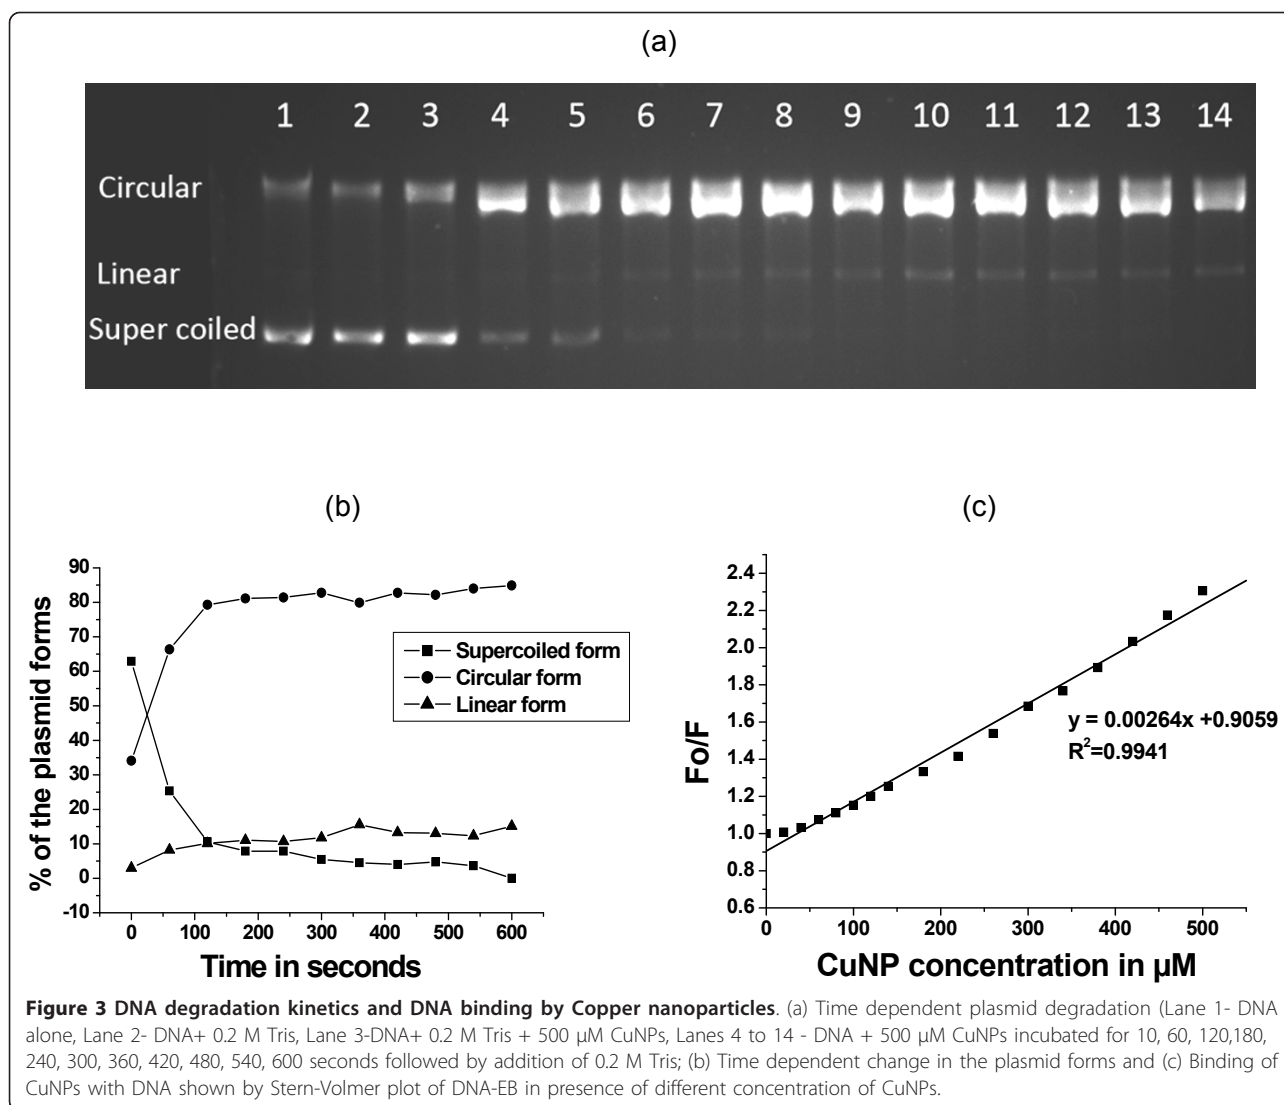 (a)
1 2 3 4 5 6 7 8 9 10 11 12 13 14
Circular
Linear
Super coiled
(b)
% of the plasmid forms
90
80
70
60
50
40
30
20
10
0
-10
Supercoiled form
Circular form
Linear form
0 100 200 300 400 500 600
Time in seconds
(c)
Fo/F
2.4
2.2
2.0
1.8
1.6
1.4
1.2
1.0
0.8
0.6
y = 0.00264x +0.9059
R²=0.9941
0 100 200 300 400 500
CuNP concentration in µM
Figure 3 DNA degradation kinetics and DNA binding by Copper nanoparticles. (a) Time dependent plasmid degradation (Lane 1- DNA
alone, Lane 2- DNA+ 0.2 M Tris, Lane 3-DNA+ 0.2 M Tris + 500 µM CuNPs, Lanes 4 to 14 - DNA + 500 µM CuNPs incubated for 10, 60, 120,180,
240, 300, 360, 420, 480, 540, 600 seconds followed by addition of 0.2 M Tris; (b) Time dependent change in the plasmid forms and (c) Binding of
CuNPs with DNA shown by Stern-Volmer plot of DNA-EB in presence of different concentration of CuNPs.